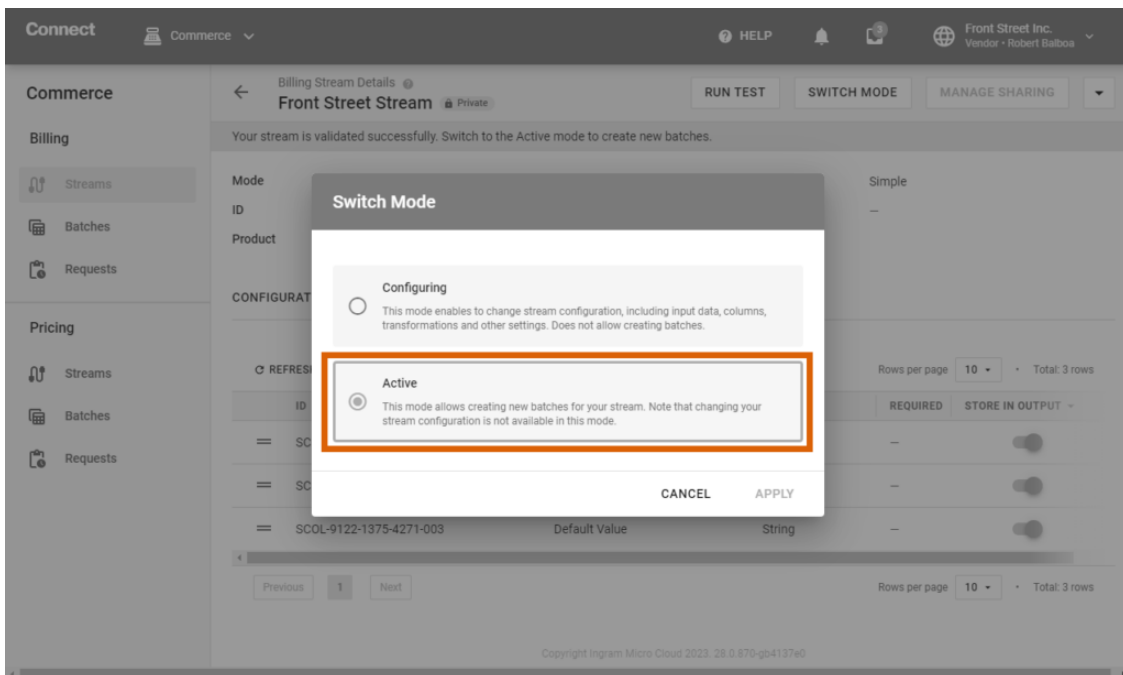 Connect
Commerce
HELP
3
Front Street Inc.
Vendor • Robert Balboa
Commerce
Billing
Streams
Batches
Requests
Pricing
Streams
Batches
Requests
Billing Stream Details
Front Street Stream Private
RUN TEST
SWITCH MODE
MANAGE SHARING
Your stream is validated successfully. Switch to the Active mode to create new batches.
Mode
Simple
ID
—
Product
CONFIGURAT
Switch Mode
Configuring
This mode enables to change stream configuration, including input data, columns,
transformations and other settings. Does not allow creating batches.
Active
This mode allows creating new batches for your stream. Note that changing your
stream configuration is not available in this mode.
CANCEL
APPLY
REFRESH
Rows per page 10 • Total: 3 rows
ID
REQUIRED
STORE IN OUTPUT
SC
—
SC
—
SCOL-9122-1375-4271-003
Default Value
String
—
Previous
1
Next
Rows per page 10 • Total: 3 rows
Copyright Ingram Micro Cloud 2023. 28.0.870-gb4137e0